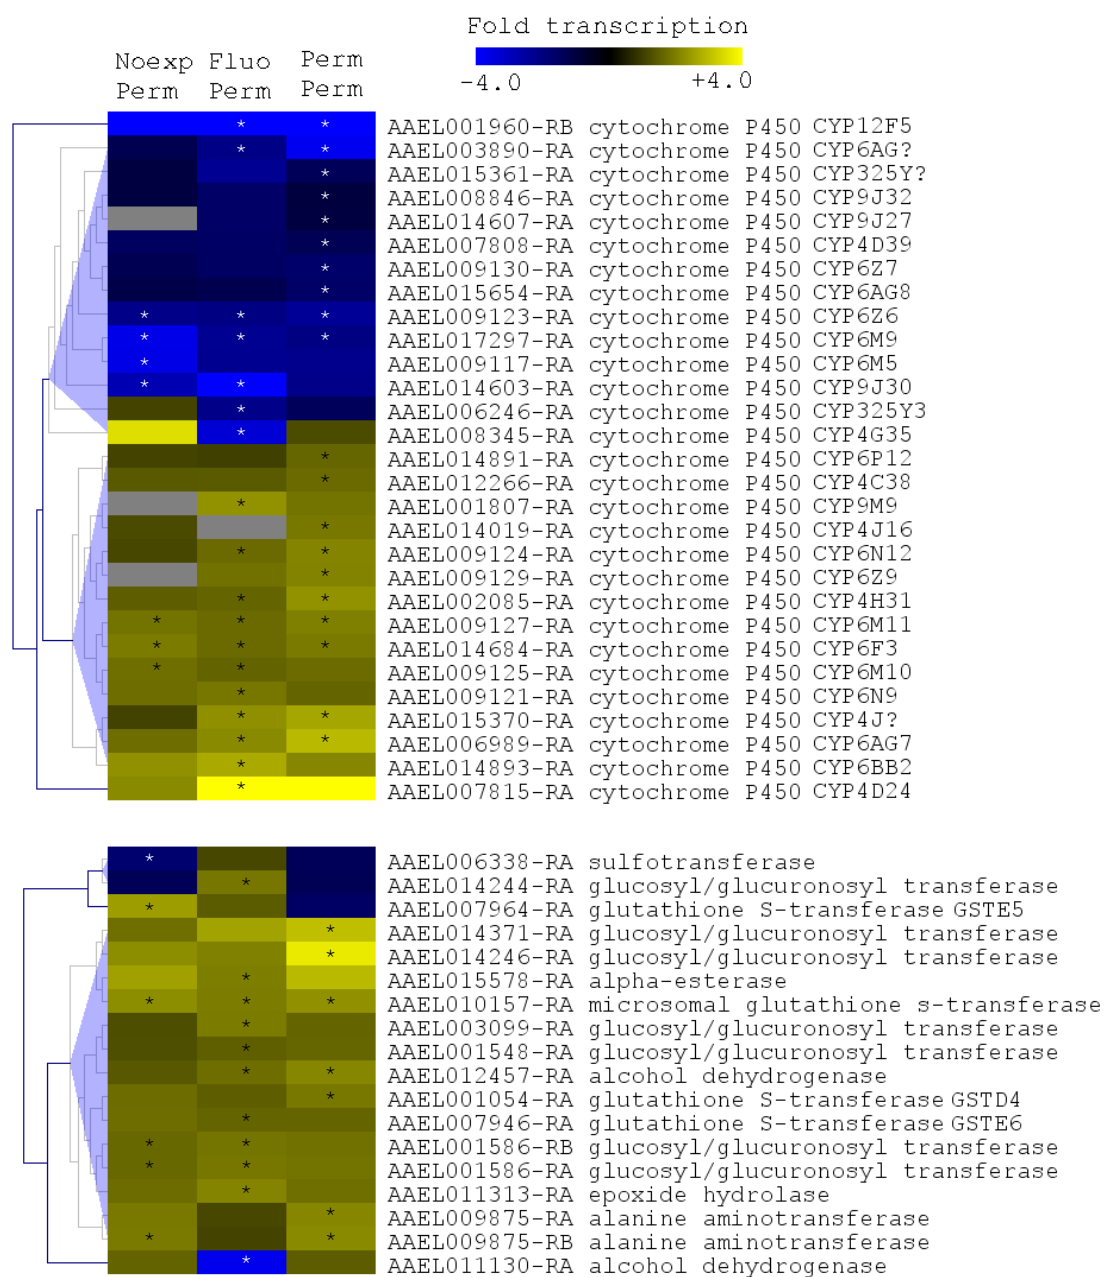 Fold transcription
-4.0 +4.0
Noexp Fluo Perm
Perm Perm Perm
* * AAEL001960-RB cytochrome P450 CYP12F5
* * AAEL003890-RA cytochrome P450 CYP6AG?
* AAEL015361-RA cytochrome P450 CYP325Y?
* AAEL008846-RA cytochrome P450 CYP9J32
* AAEL014607-RA cytochrome P450 CYP9J27
* AAEL007808-RA cytochrome P450 CYP4D39
* AAEL009130-RA cytochrome P450 CYP6Z7
* AAEL015654-RA cytochrome P450 CYP6AG8
* * * AAEL009123-RA cytochrome P450 CYP6Z6
* * * AAEL017297-RA cytochrome P450 CYP6M9
* AAEL009117-RA cytochrome P450 CYP6M5
* * AAEL014603-RA cytochrome P450 CYP9J30
* AAEL006246-RA cytochrome P450 CYP325Y3
* AAEL008345-RA cytochrome P450 CYP4G35
* AAEL014891-RA cytochrome P450 CYP6P12
* AAEL012266-RA cytochrome P450 CYP4C38
* AAEL001807-RA cytochrome P450 CYP9M9
* AAEL014019-RA cytochrome P450 CYP4J16
* * AAEL009124-RA cytochrome P450 CYP6N12
* AAEL009129-RA cytochrome P450 CYP6Z9
* * AAEL002085-RA cytochrome P450 CYP4H31
* * * AAEL009127-RA cytochrome P450 CYP6M11
* * * AAEL014684-RA cytochrome P450 CYP6F3
* * AAEL009125-RA cytochrome P450 CYP6M10
* AAEL009121-RA cytochrome P450 CYP6N9
* * AAEL015370-RA cytochrome P450 CYP4J?
* * AAEL006989-RA cytochrome P450 CYP6AG7
* AAEL014893-RA cytochrome P450 CYP6BB2
* AAEL007815-RA cytochrome P450 CYP4D24
* AAEL006338-RA sulfotransferase
* AAEL014244-RA glucosyl/glucuronosyl transferase
* AAEL007964-RA glutathione S-transferase GSTE5
* AAEL014371-RA glucosyl/glucuronosyl transferase
* AAEL014246-RA glucosyl/glucuronosyl transferase
* AAEL015578-RA alpha-esterase
* * * AAEL010157-RA microsomal glutathione s-transferase
* AAEL003099-RA glucosyl/glucuronosyl transferase
* AAEL001548-RA glucosyl/glucuronosyl transferase
* * AAEL012457-RA alcohol dehydrogenase
* AAEL001054-RA glutathione S-transferase GSTD4
* AAEL007946-RA glutathione S-transferase GSTE6
* * AAEL001586-RB glucosyl/glucuronosyl transferase
* * AAEL001586-RA glucosyl/glucuronosyl transferase
* AAEL011313-RA epoxide hydrolase
* AAEL009875-RA alanine aminotransferase
* * AAEL009875-RB alanine aminotransferase
* AAEL011130-RA alcohol dehydrogenase